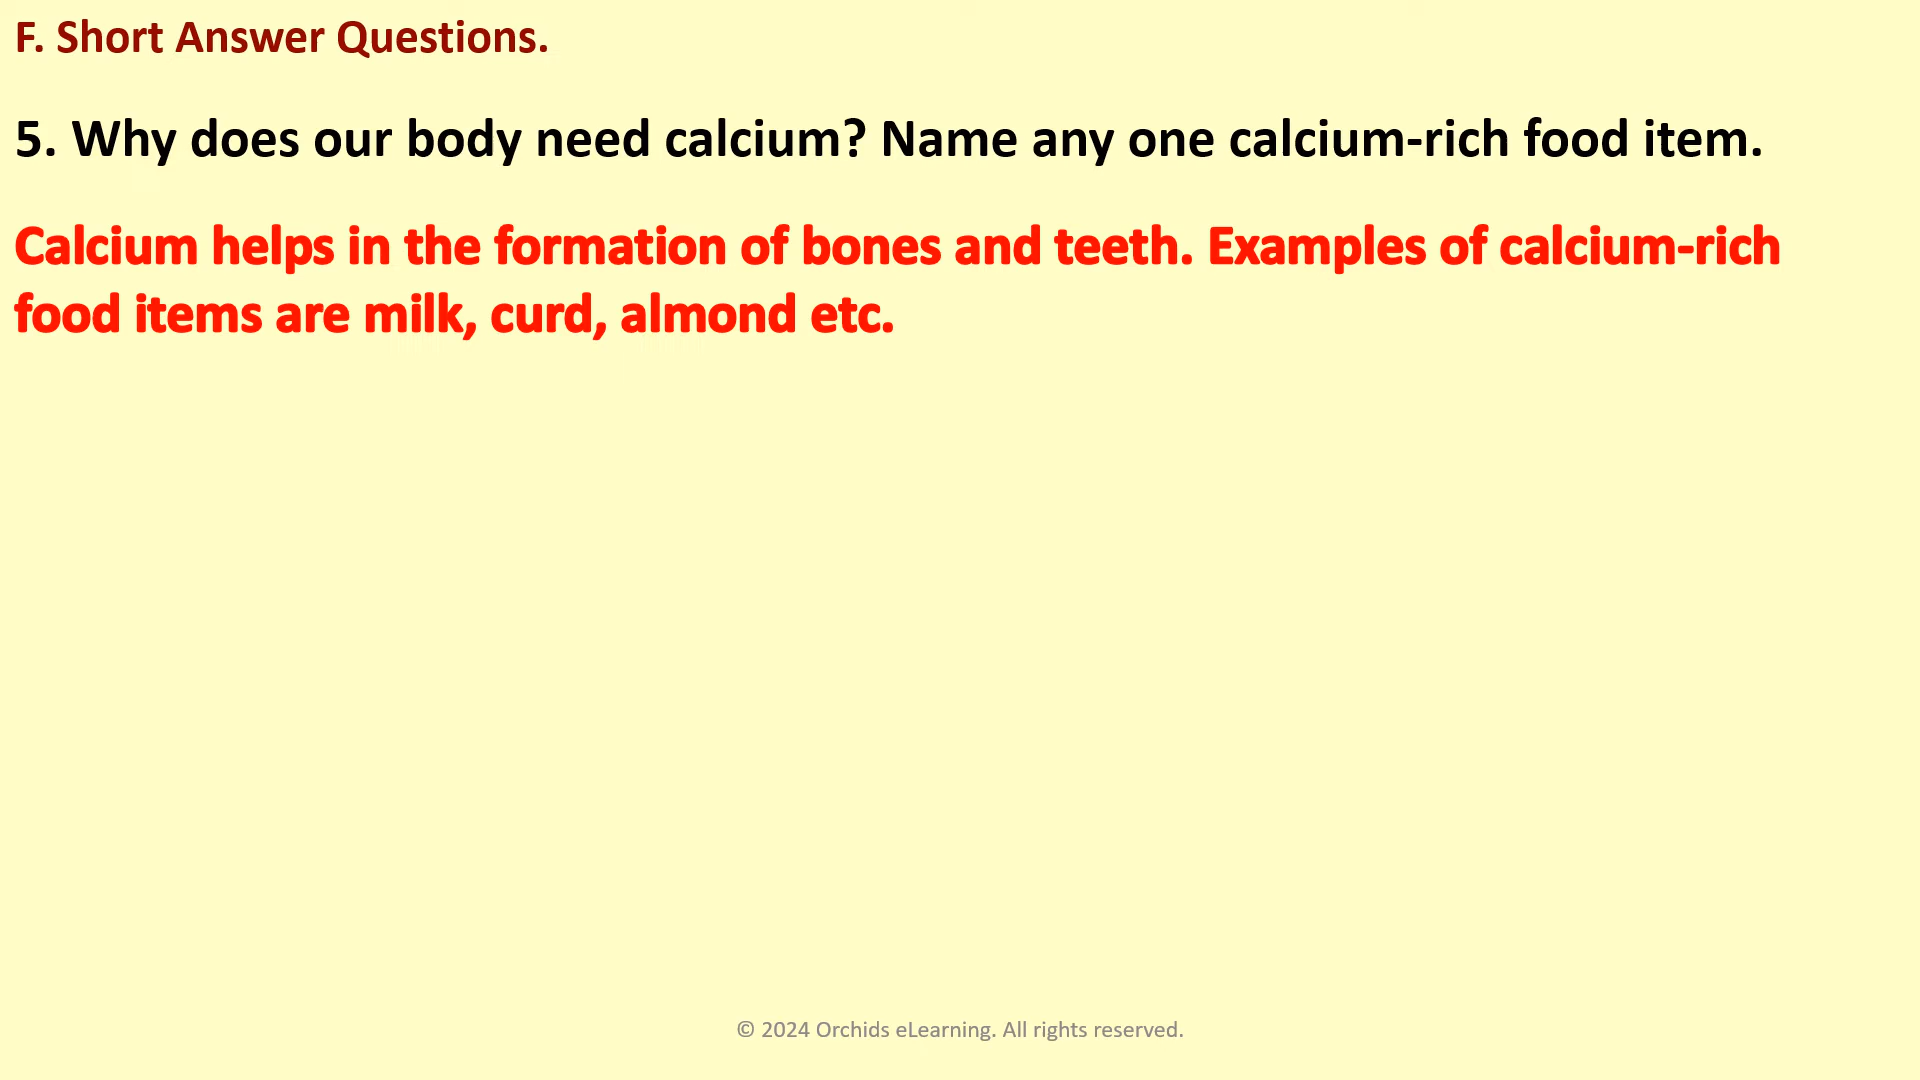 F. Short Answer Questions.
5. Why does our body need calcium? Name any one calcium-rich food item.
Calcium helps in the formation of bones and teeth. Examples of calcium-rich
food items are milk, curd, almond etc.
© 2024 Orchids eLearning. All rights reserved.